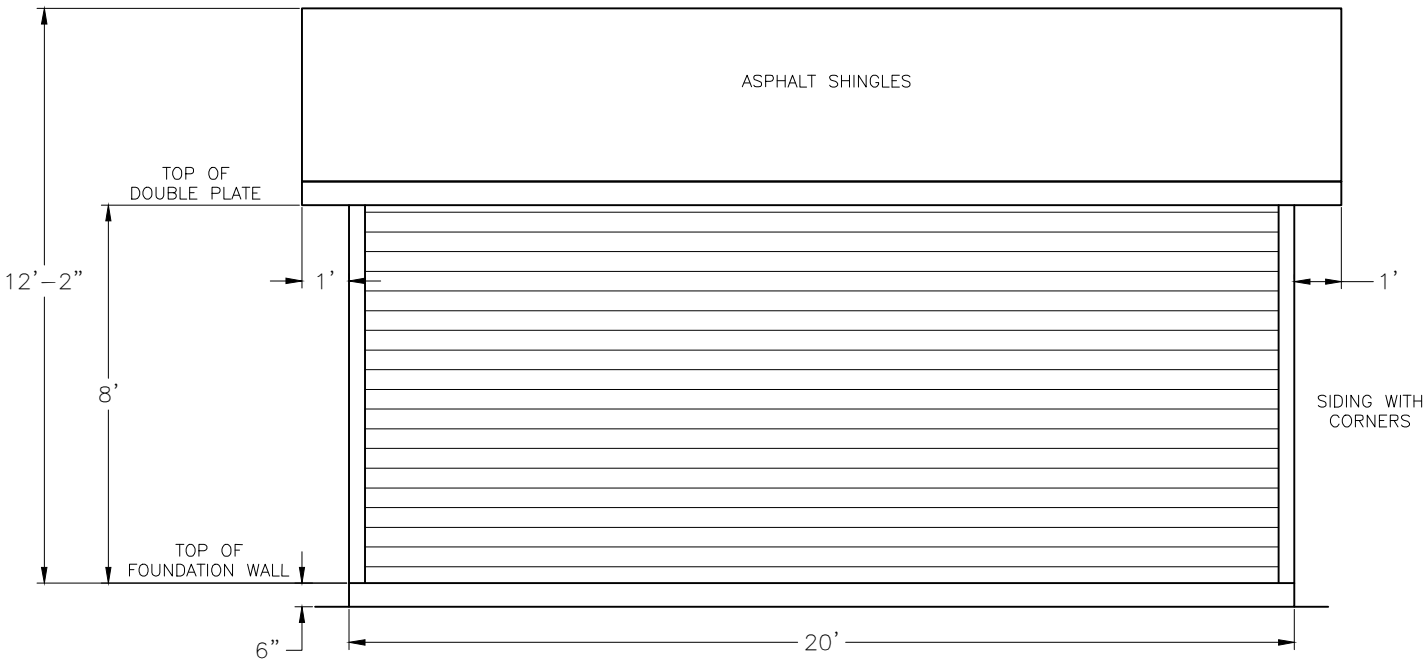 ASPHALT SHINGLES
TOP OF
DOUBLE PLATE
12'-2"
1'
1'
8'
SIDING WITH
CORNERS
TOP OF
FOUNDATION WALL
6"
20'